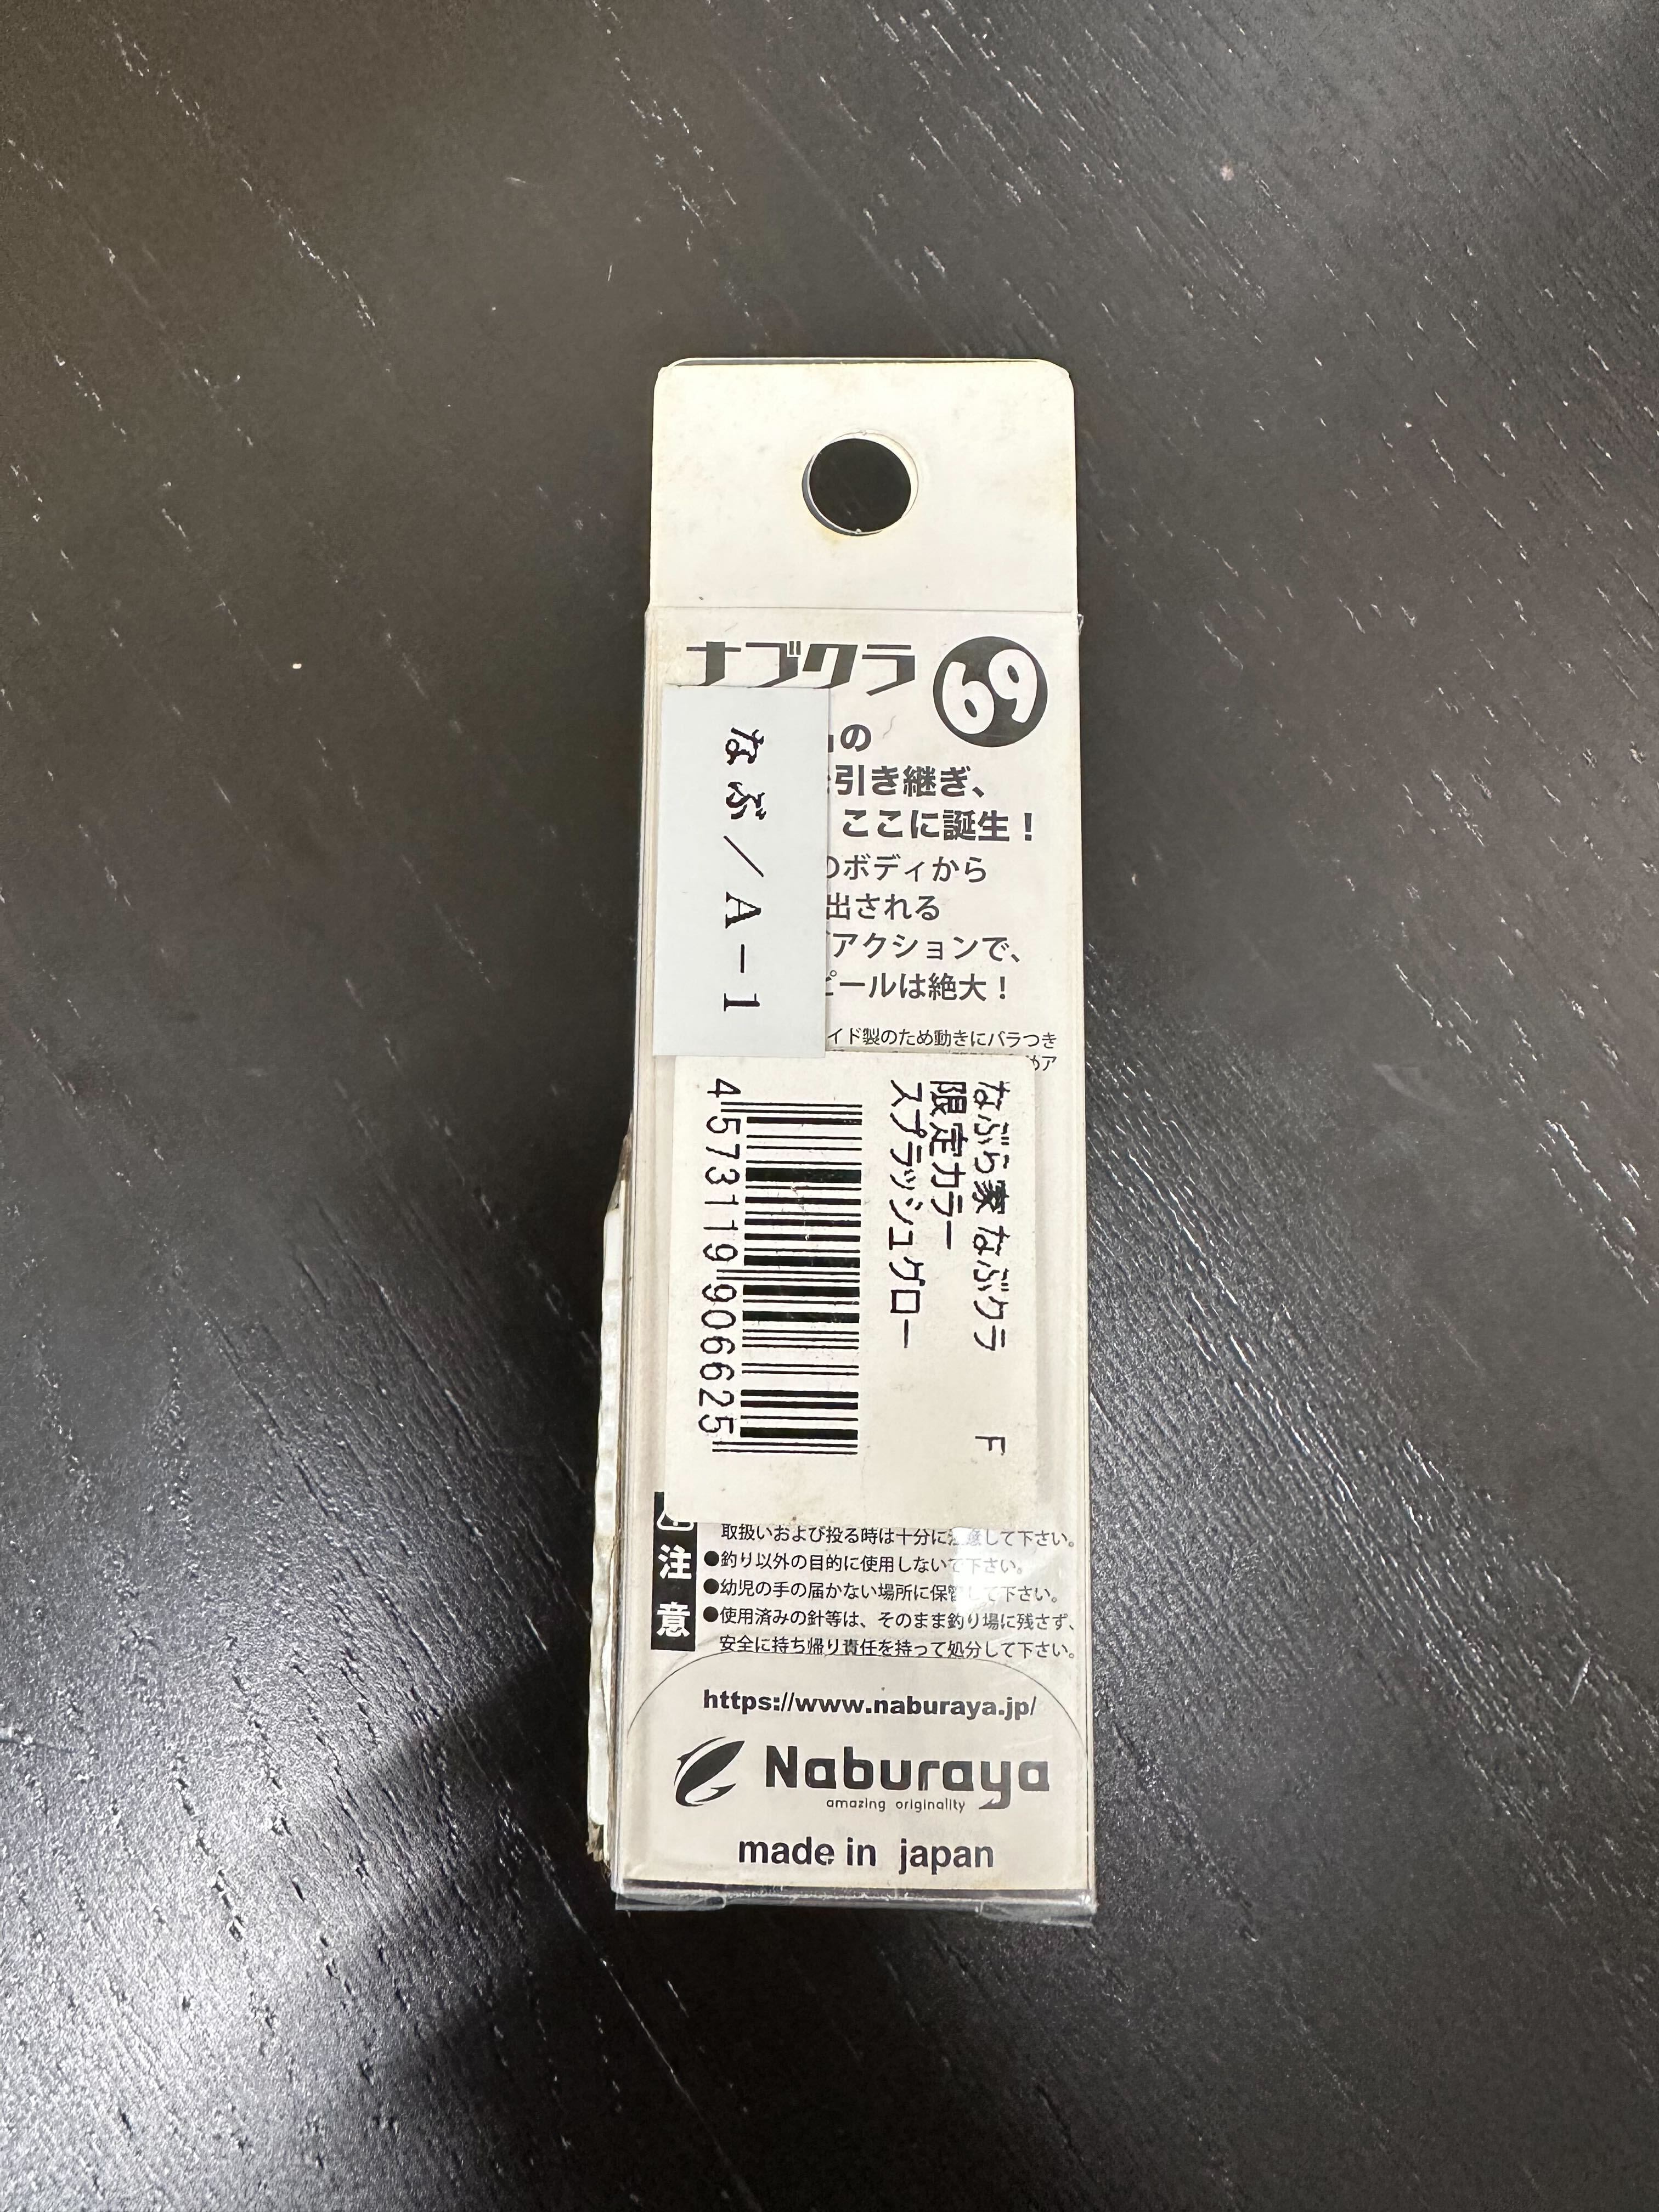 ナブクラ 69
の
引き継ぎ、
ここに誕生！
のボディから
出される
アクションで、
ピールは絶大！
イド製のため動きにバラつき
めア
なぶ／A－1
なぶら家 なぶクラ F
限定カラー
スプラッシュグロー
4573119906625
注意
取扱いおよび投る時は十分に注意して下さい。
●釣り以外の目的に使用しないで下さい。
●幼児の手の届かない場所に保管して下さい。
●使用済みの針等は、そのまま釣り場に残さず、
安全に持ち帰り責任を持って処分して下さい。
https://www.naburaya.jp/
Naburaya
amazing originality
made in japan